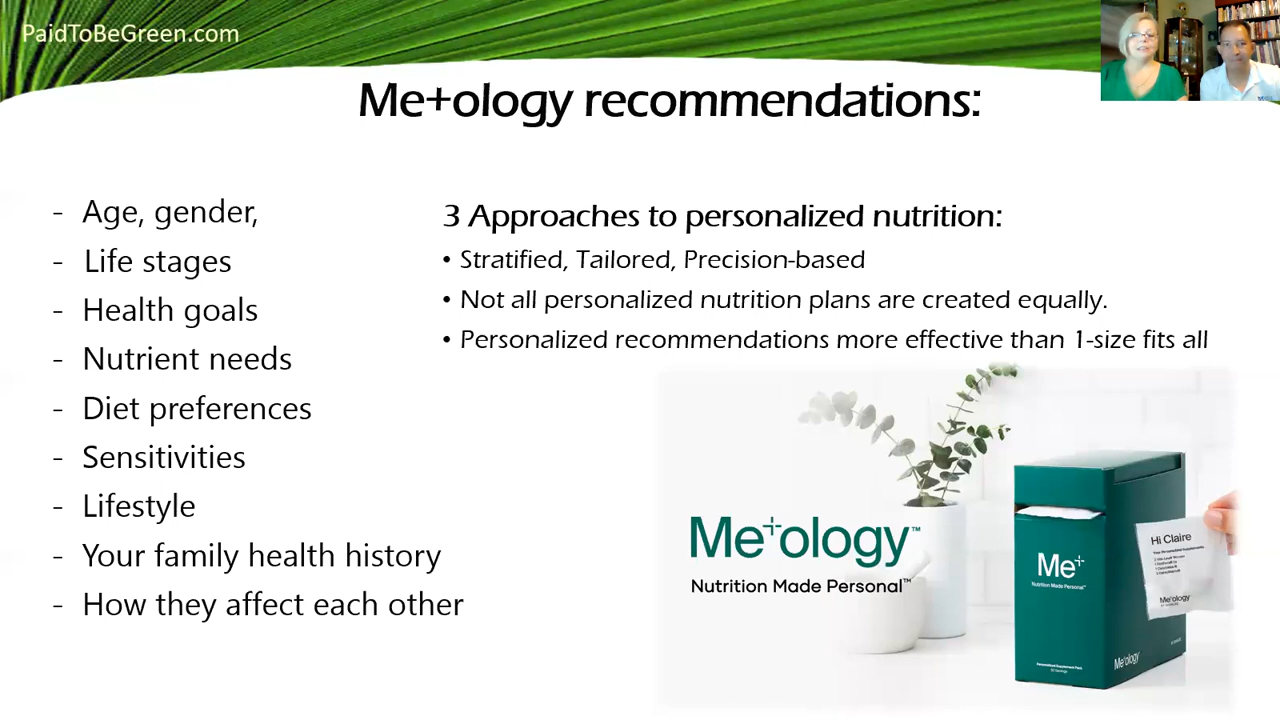 PaidToBeGreen.com
Me+ology recommendations:
- Age, gender,
- Life stages
- Health goals
- Nutrient needs
- Diet preferences
- Sensitivities
- Lifestyle
- Your family health history
- How they affect each other
3 Approaches to personalized nutrition:
• Stratified, Tailored, Precision-based
• Not all personalized nutrition plans are created equally.
• Personalized recommendations more effective than 1-size fits all
Me+ology™
Nutrition Made Personal™
Me+
Nutrition Made Personal™
Hi Claire
Me+ology
Me+ology